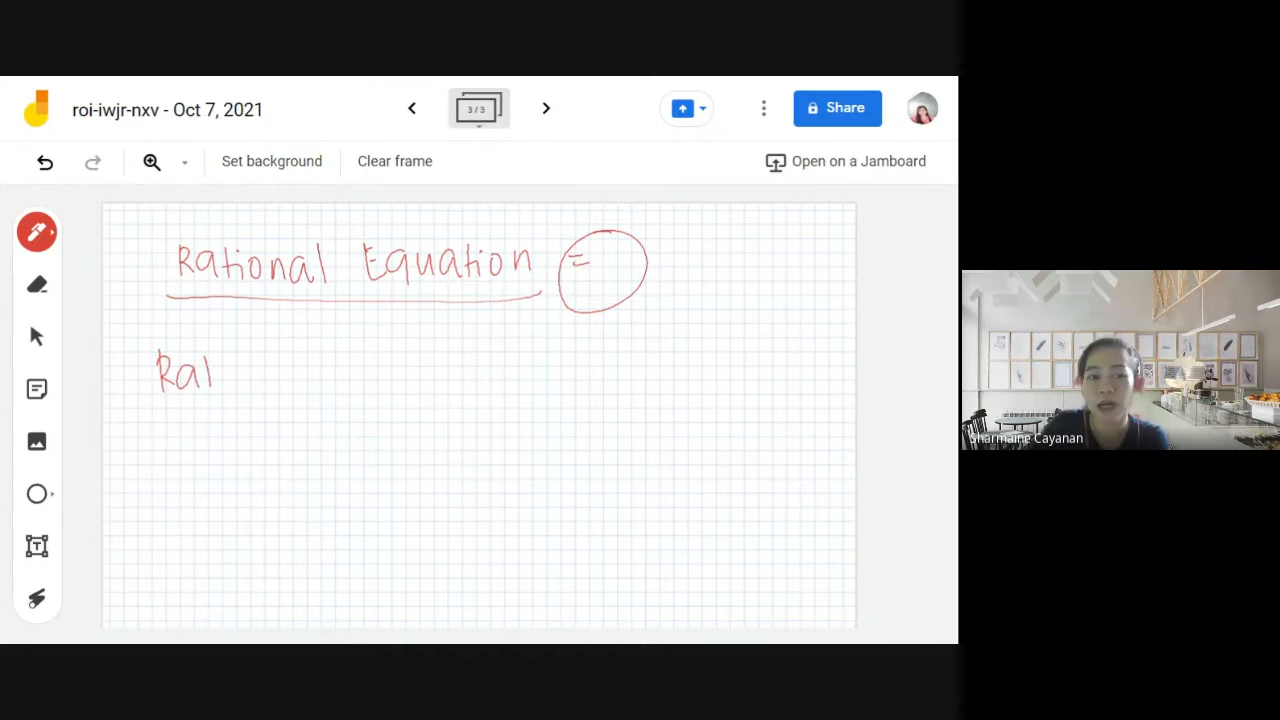 roi-iwjr-nxv - Oct 7, 2021
3 / 3
Share
Set background
Clear frame
Open on a Jamboard
Rational Equation =
Ral
Sharmaine Cayanan